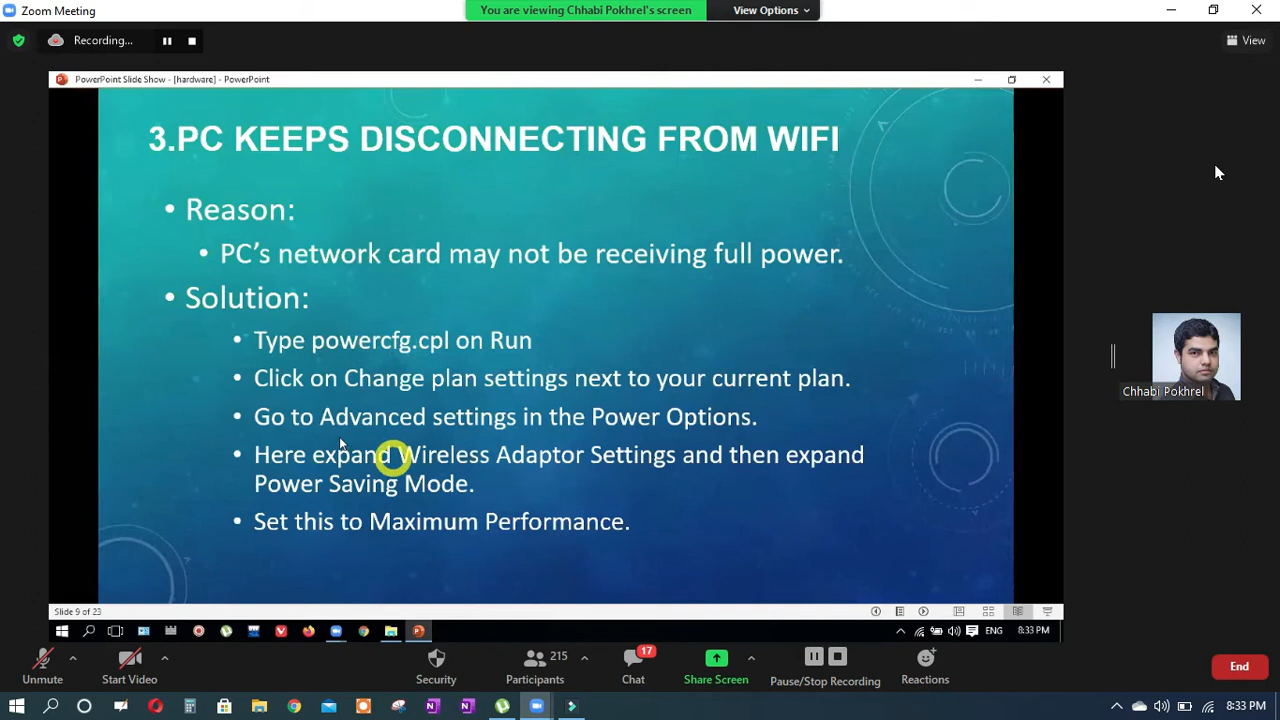 Zoom Meeting
You are viewing Chhabi Pokhrel's screen
View Options
Recording...
View
PowerPoint Slide Show - [hardware] - PowerPoint
3.PC KEEPS DISCONNECTING FROM WIFI
• Reason:
• PC's network card may not be receiving full power.
• Solution:
• Type powercfg.cpl on Run
• Click on Change plan settings next to your current plan.
• Go to Advanced settings in the Power Options.
• Here expand Wireless Adaptor Settings and then expand
Power Saving Mode.
• Set this to Maximum Performance.
Chhabi Pokhrel
Slide 9 of 23
ENG
8:33 PM
Unmute
Start Video
Security
Participants
215
Chat
17
Share Screen
Pause/Stop Recording
Reactions
End
8:33 PM